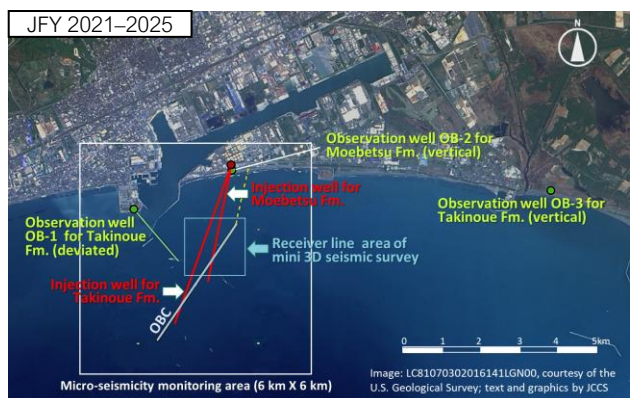 JFY 2021–2025
N
Observation well OB-2 for
Moebetsu Fm. (vertical)
Injection well for
Moebetsu Fm.
Observation well OB-3 for
Takinoue Fm. (vertical)
Observation well
OB-1 for Takinoue
Fm. (deviated)
Receiver line area of
mini 3D seismic survey
Injection well for
Takinoue Fm.
OBC
0 1 2 3 4 5km
Micro-seismicity monitoring area (6 km X 6 km)
Image: LC81070302016141LGN00, courtesy of the
U.S. Geological Survey; text and graphics by JCCS